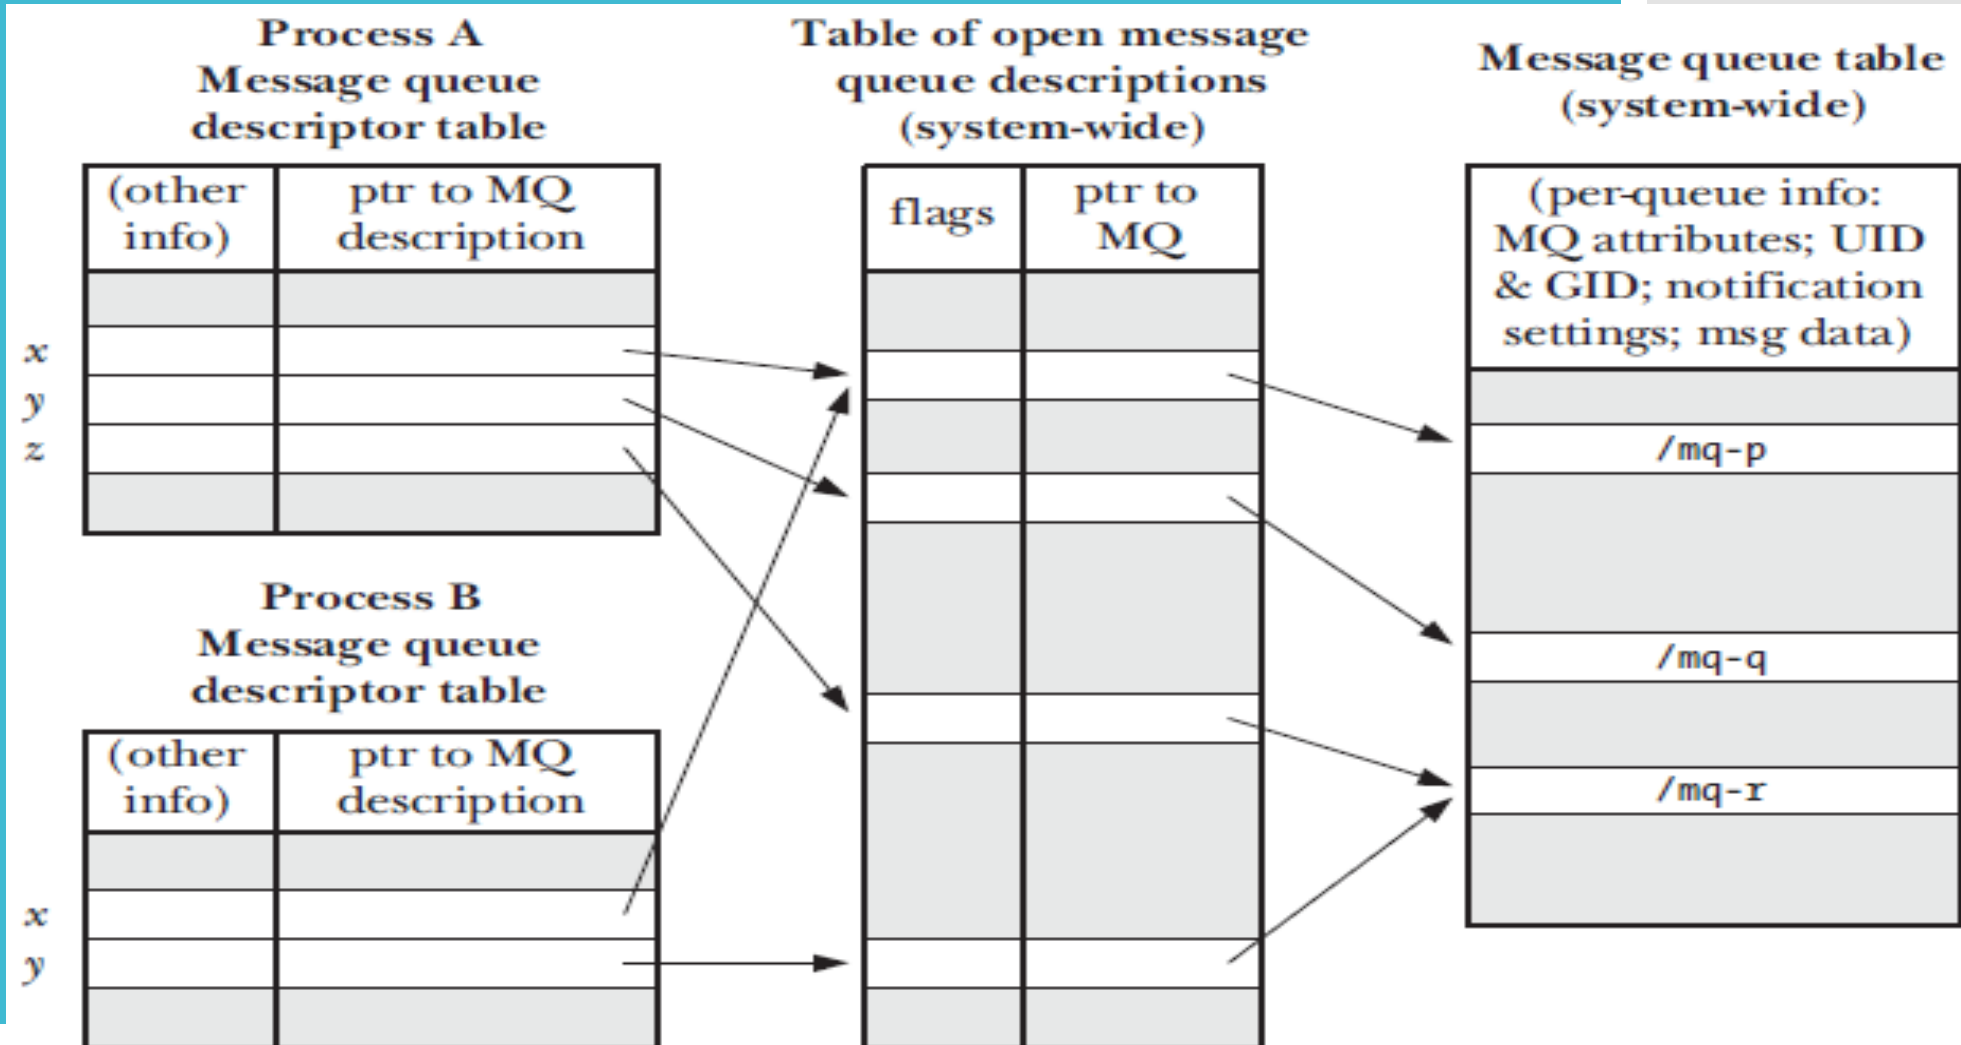 Process A
Message queue
descriptor table
(other
info)
ptr to MQ
description
x
y
z
Process B
Message queue
descriptor table
(other
info)
ptr to MQ
description
x
y
Table of open message
queue descriptions
(system-wide)
flags
ptr to
MQ
Message queue table
(system-wide)
(per-queue info:
MQ attributes; UID
& GID; notification
settings; msg data)
/mq-p
/mq-q
/mq-r